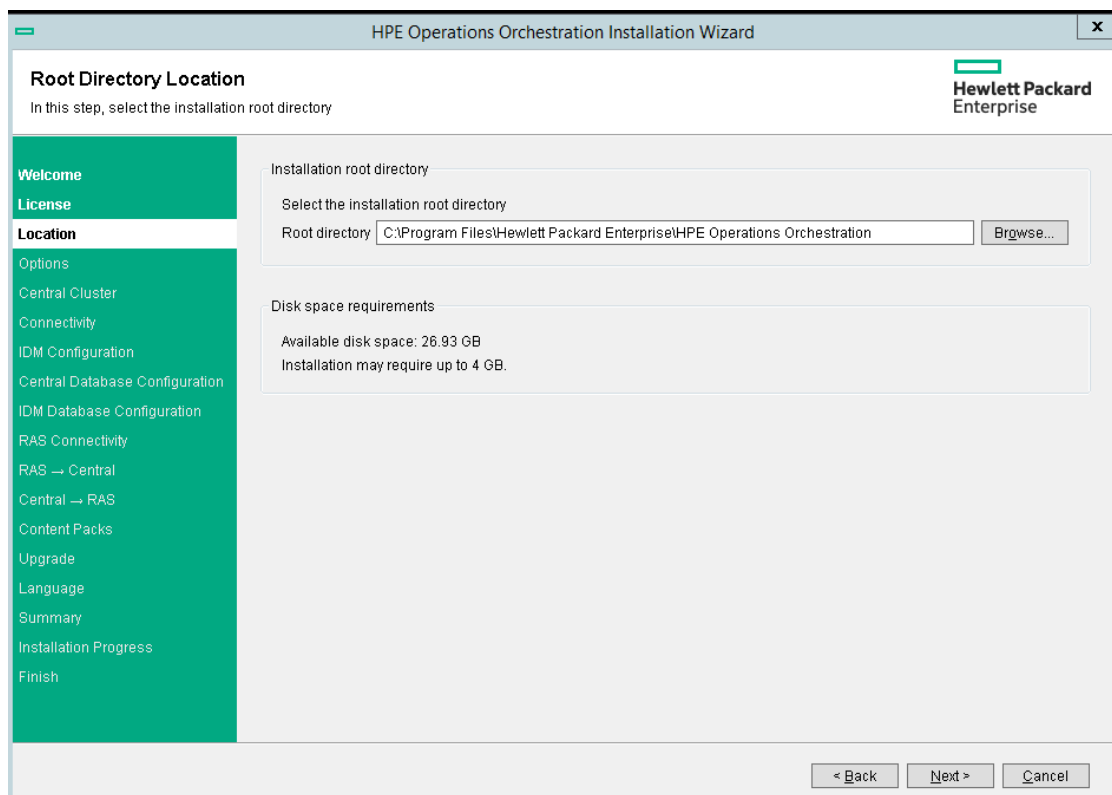 HPE Operations Orchestration Installation Wizard
x
Root Directory Location
In this step, select the installation root directory
Hewlett Packard
Enterprise
Welcome
License
Location
Options
Central Cluster
Connectivity
IDM Configuration
Central Database Configuration
IDM Database Configuration
RAS Connectivity
RAS → Central
Central → RAS
Content Packs
Upgrade
Language
Summary
Installation Progress
Finish
Installation root directory
Select the installation root directory
Root directory C:\Program Files\Hewlett Packard Enterprise\HPE Operations Orchestration Browse...
Disk space requirements
Available disk space: 26.93 GB
Installation may require up to 4 GB.
< Back Next > Cancel